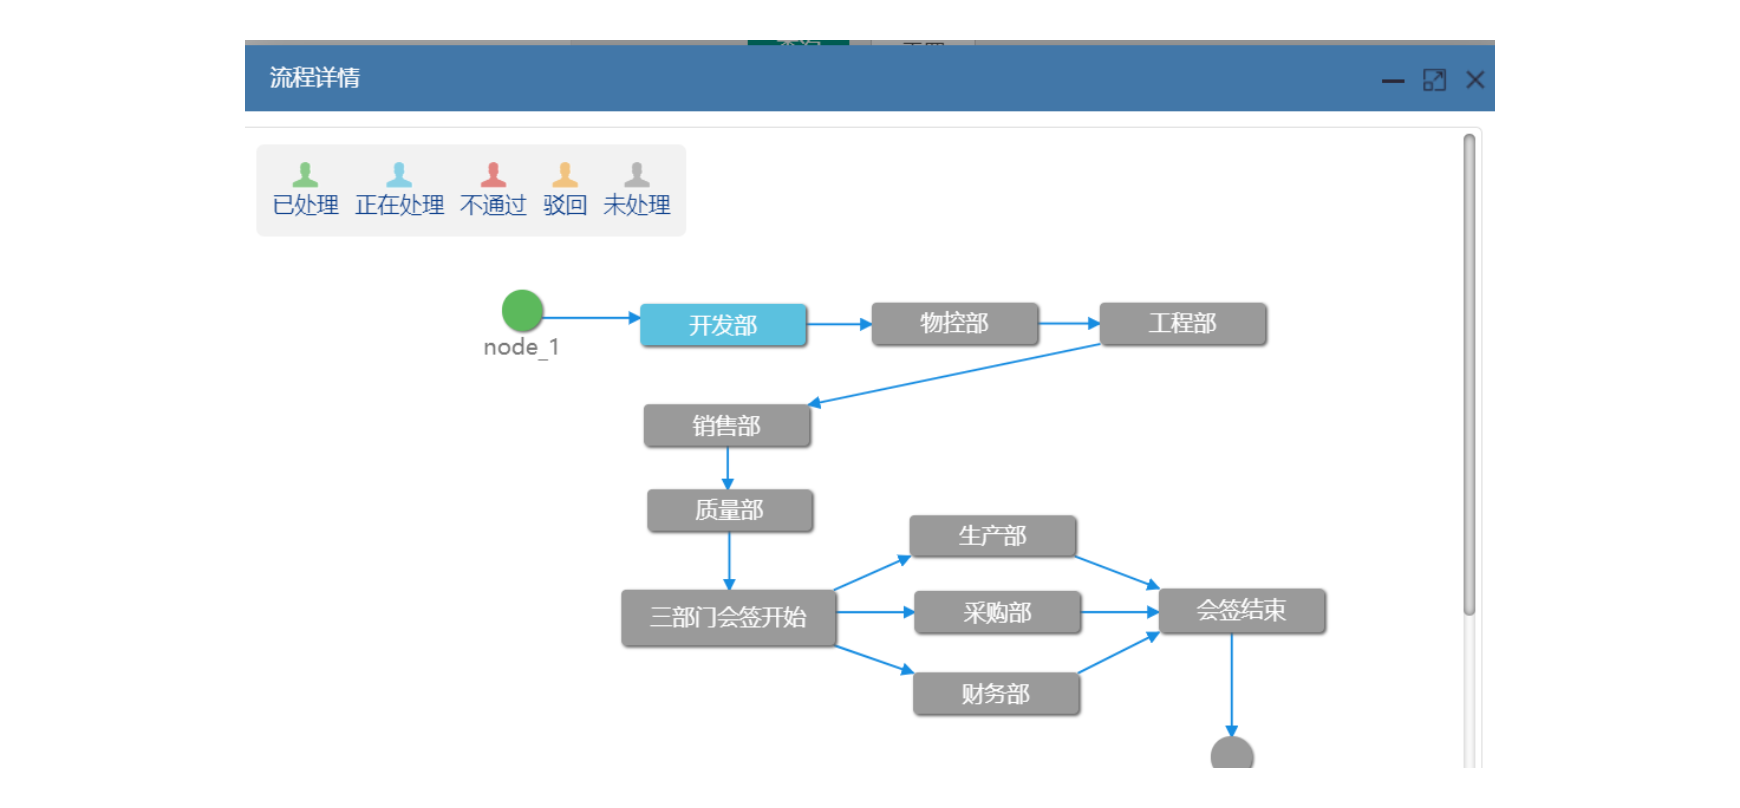 流程详情
已处理 正在处理 不通过 驳回 未处理
node_1
开发部
物控部
工程部
销售部
质量部
三部门会签开始
生产部
采购部
财务部
会签结束